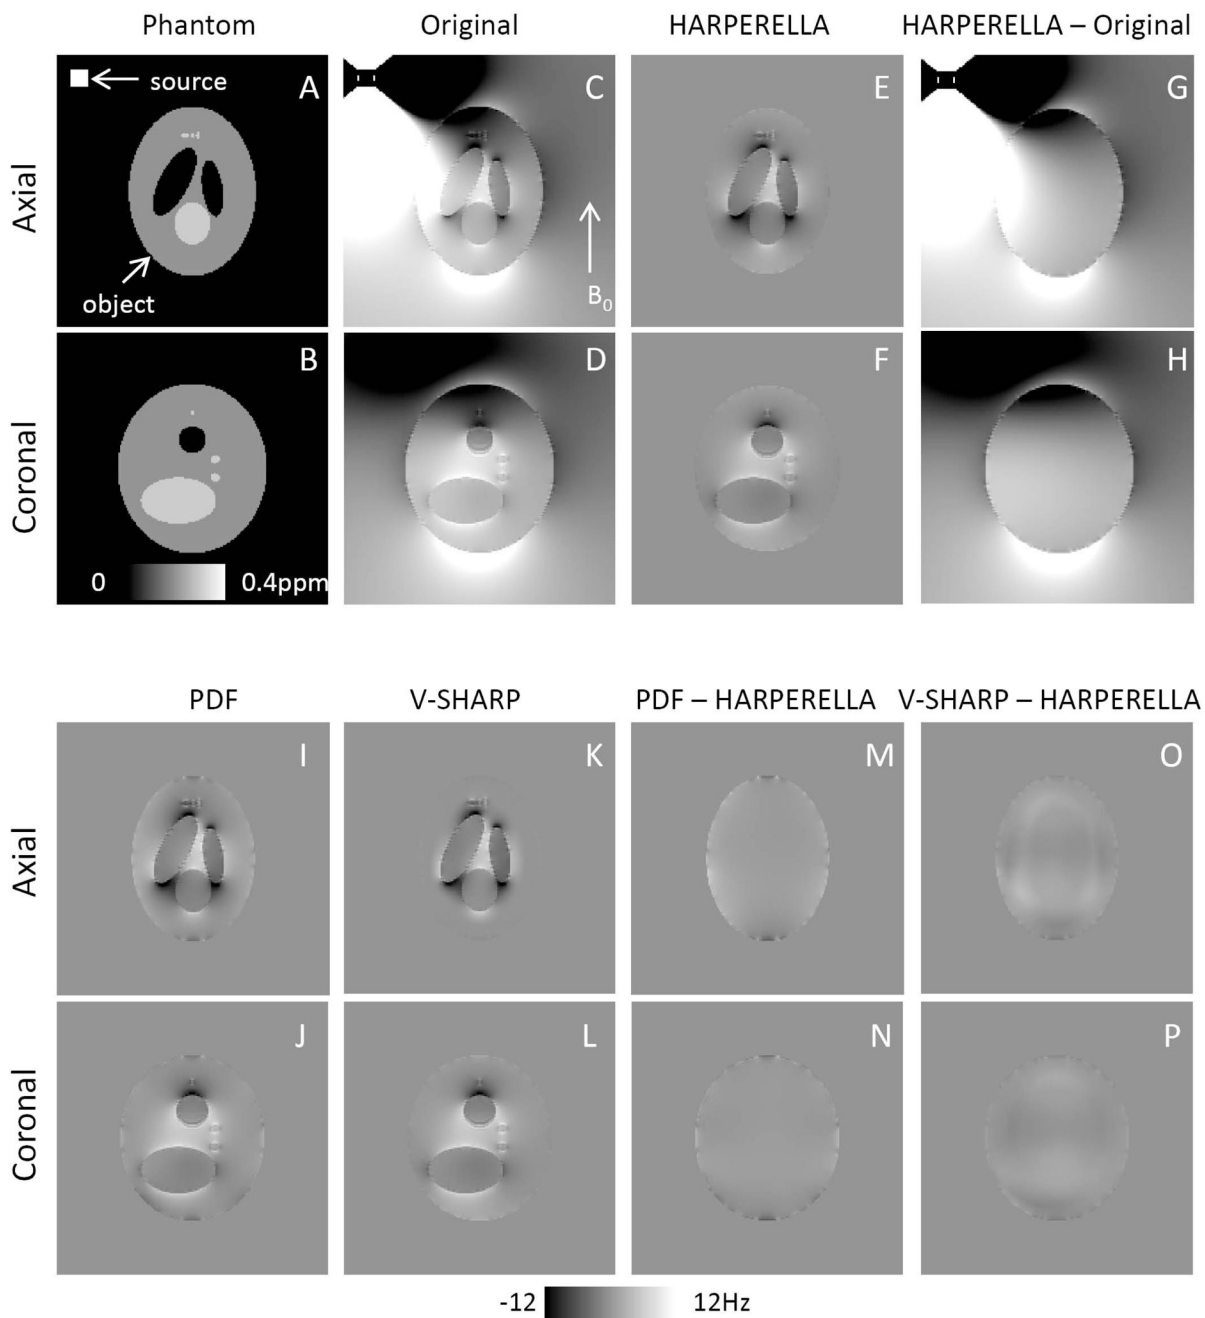 Phantom Original HARPERELLA HARPERELLA – Original
Axial
source A C E G
object
B₀
Coronal
B D F H
0 0.4ppm
PDF V-SHARP PDF – HARPERELLA V-SHARP – HARPERELLA
Axial
I K M O
Coronal
J L N P
-12 12Hz